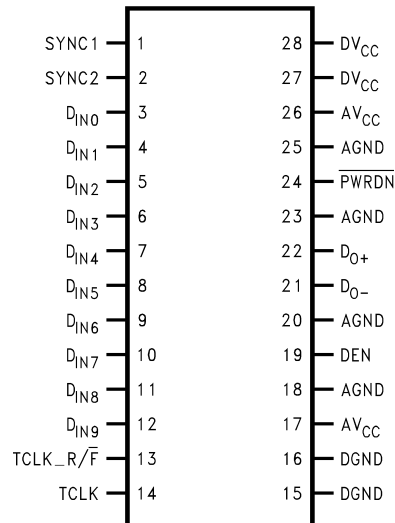 SYNC1 1 28 DVCC
SYNC2 2 27 DVCC
DIN0 3 26 AVCC
DIN1 4 25 AGND
DIN2 5 24 P̅W̅R̅D̅N̅
DIN3 6 23 AGND
DIN4 7 22 DO+
DIN5 8 21 DO−
DIN6 9 20 AGND
DIN7 10 19 DEN
DIN8 11 18 AGND
DIN9 12 17 AVCC
TCLK_R/F̅ 13 16 DGND
TCLK 14 15 DGND